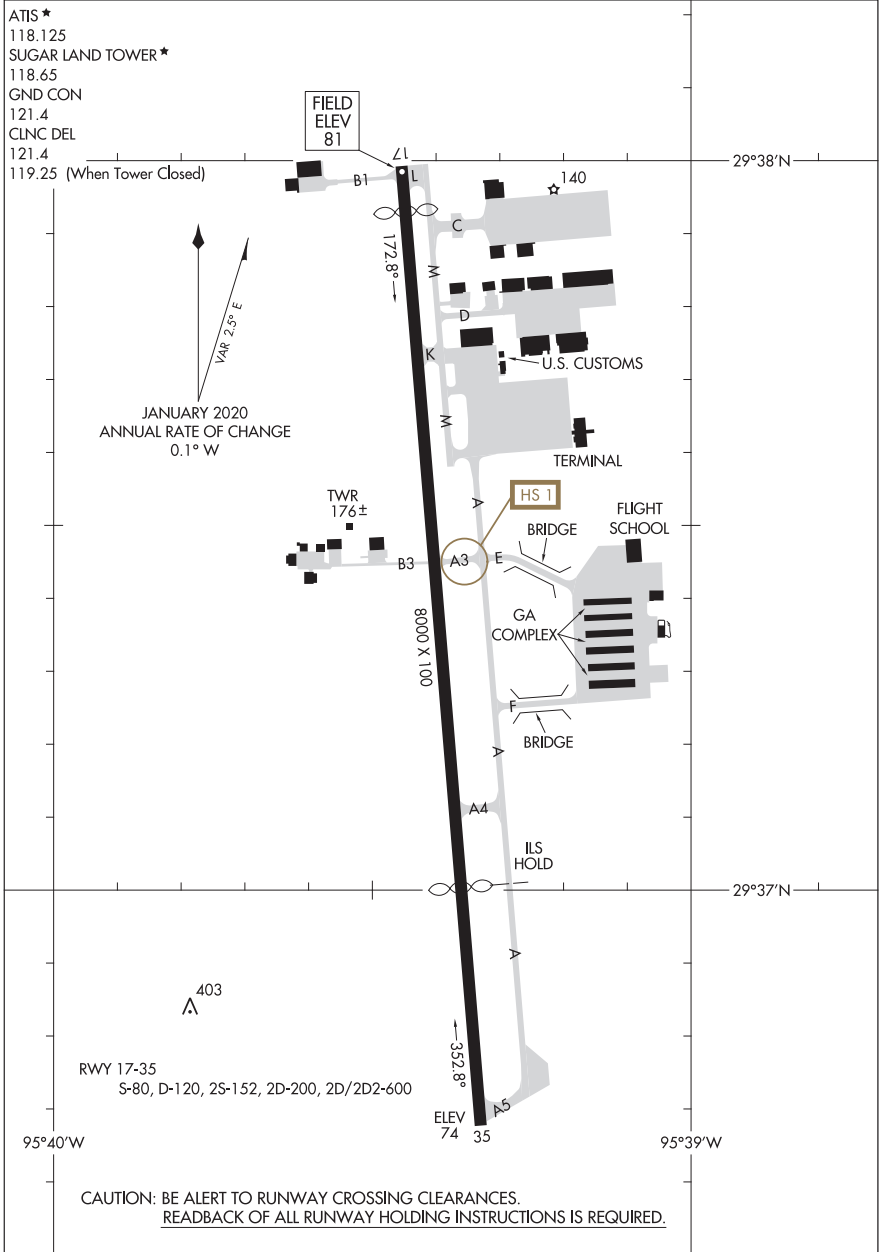 ATIS ★
118.125
SUGAR LAND TOWER ★
118.65
GND CON
121.4
CLNC DEL
121.4
119.25 (When Tower Closed)
FIELD
ELEV
81
17
29°38'N
B1
L
140
C
172.8°
M
VAR 2.5° E
D
K
U.S. CUSTOMS
JANUARY 2020
ANNUAL RATE OF CHANGE
0.1° W
M
TERMINAL
HS 1
A
TWR
176±
BRIDGE
FLIGHT
SCHOOL
B3
A3
E
8000 X 100
GA
COMPLEX
F
BRIDGE
A
A4
ILS
HOLD
29°37'N
A
403
352.8°
RWY 17-35
S-80, D-120, 2S-152, 2D-200, 2D/2D2-600
A5
ELEV
74
35
95°40'W
95°39'W
CAUTION: BE ALERT TO RUNWAY CROSSING CLEARANCES.
READBACK OF ALL RUNWAY HOLDING INSTRUCTIONS IS REQUIRED.